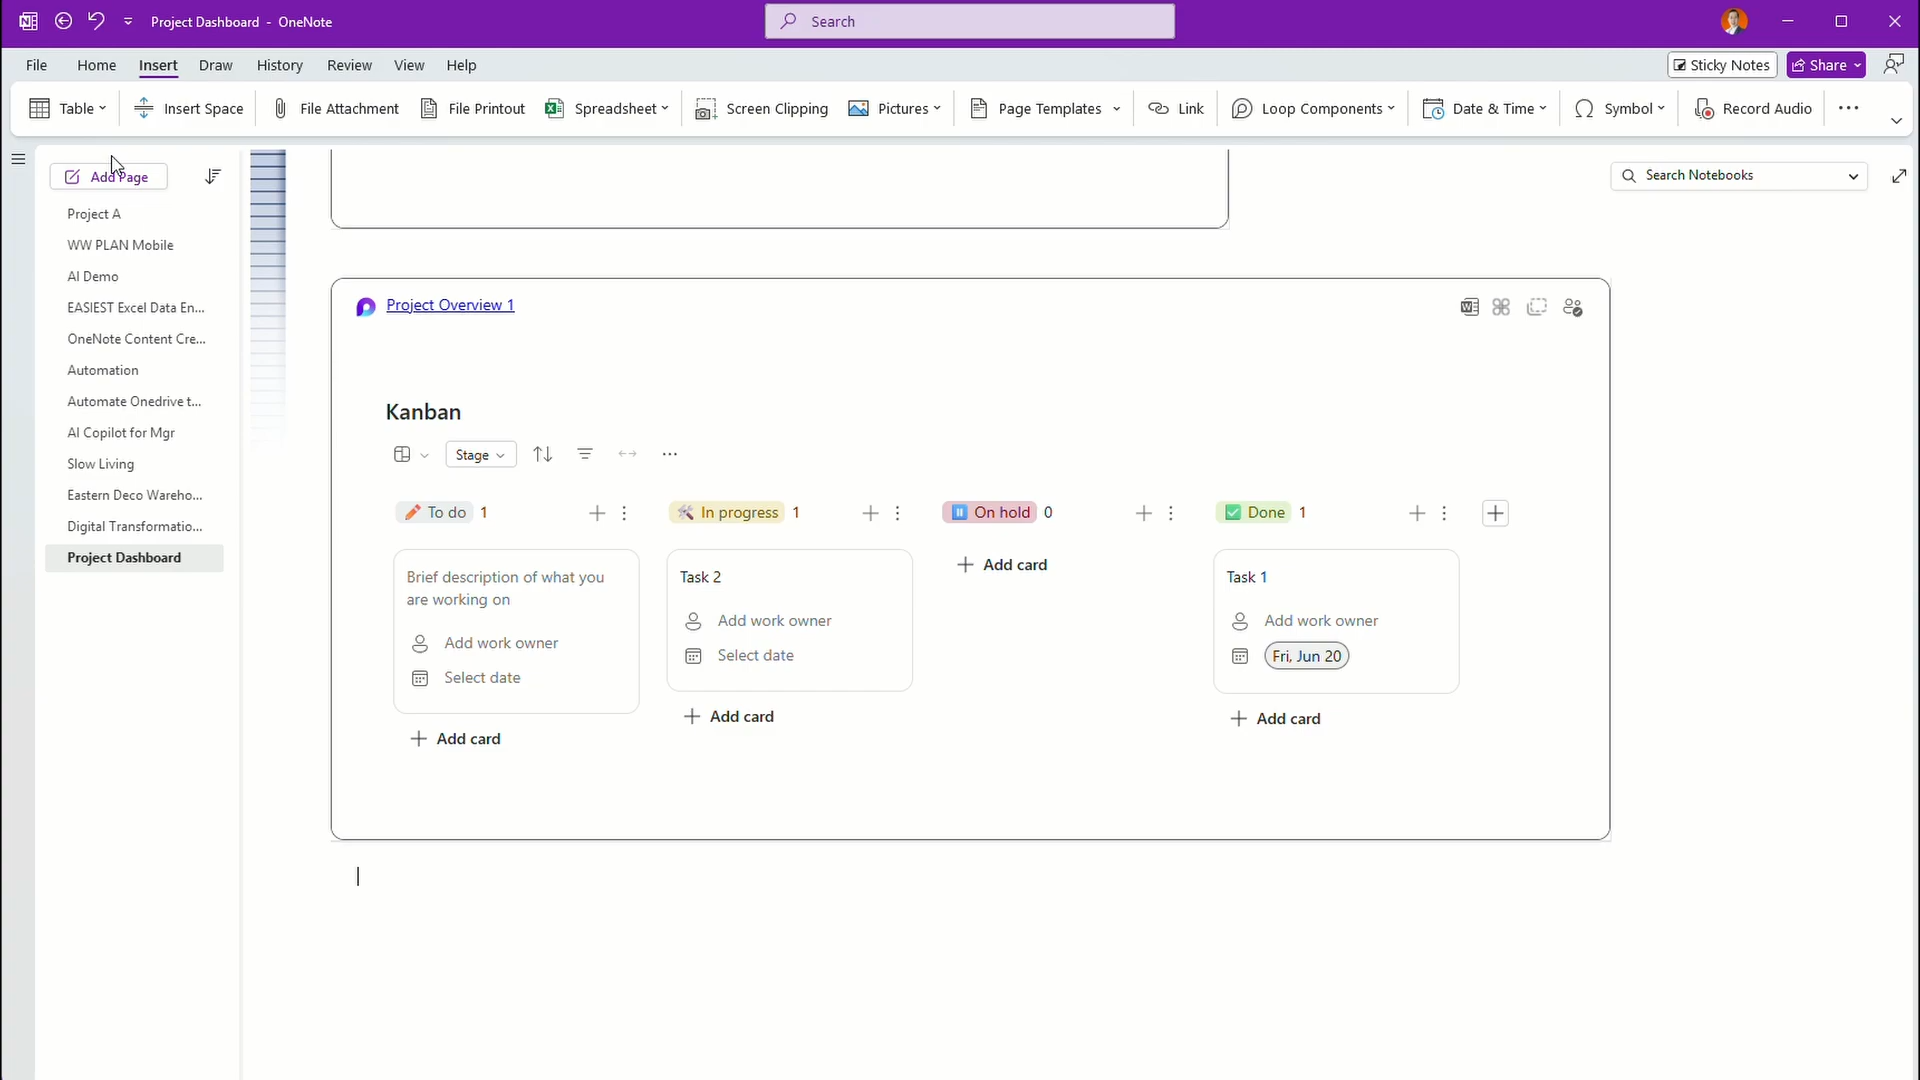 Project Dashboard - OneNote
Search
File Home Insert Draw History Review View Help
Sticky Notes Share
Table Insert Space File Attachment File Printout Spreadsheet Screen Clipping Pictures Page Templates Link Loop Components Date & Time Symbol Record Audio
Add Page
Search Notebooks
Project A
WW PLAN Mobile
AI Demo
EASIEST Excel Data En...
OneNote Content Cre...
Automation
Automate Onedrive t...
AI Copilot for Mgr
Slow Living
Eastern Deco Wareho...
Digital Transformatio...
Project Dashboard
Project Overview 1
Kanban
Stage
To do 1
Brief description of what you
are working on
Add work owner
Select date
Add card
In progress 1
Task 2
Add work owner
Select date
Add card
On hold 0
Add card
Done 1
Task 1
Add work owner
Fri, Jun 20
Add card